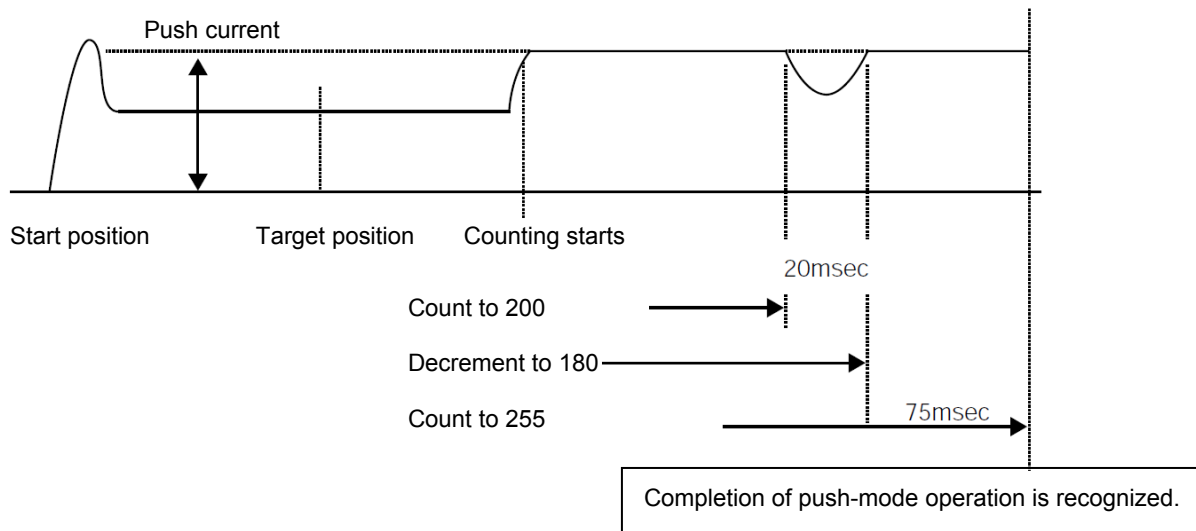 Push current
Start position
Target position
Counting starts
20msec
Count to 200
Decrement to 180
Count to 255
75msec
Completion of push-mode operation is recognized.